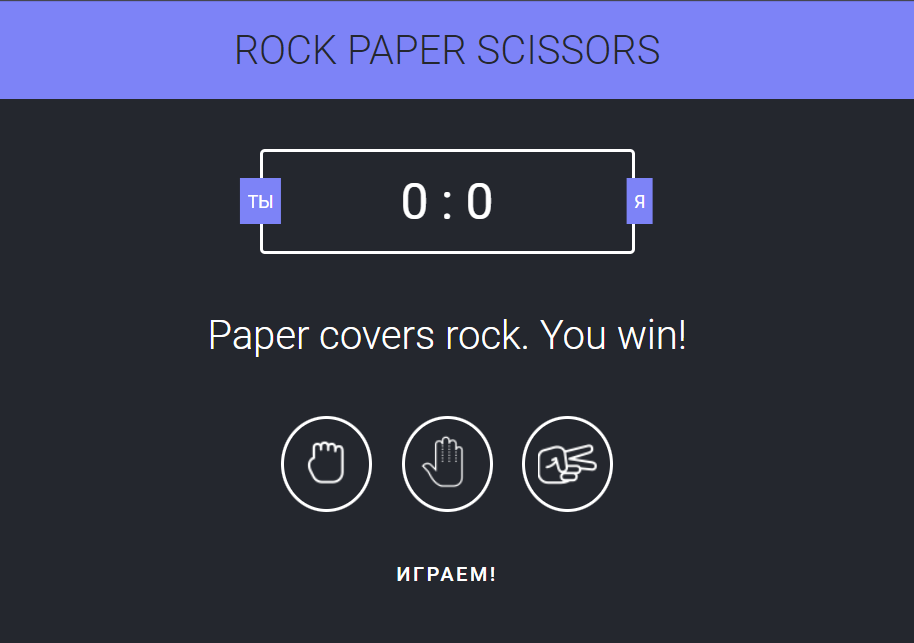 ROCK PAPER SCISSORS
ТЫ
0 : 0
Я
Paper covers rock. You win!
ИГРАЕМ!